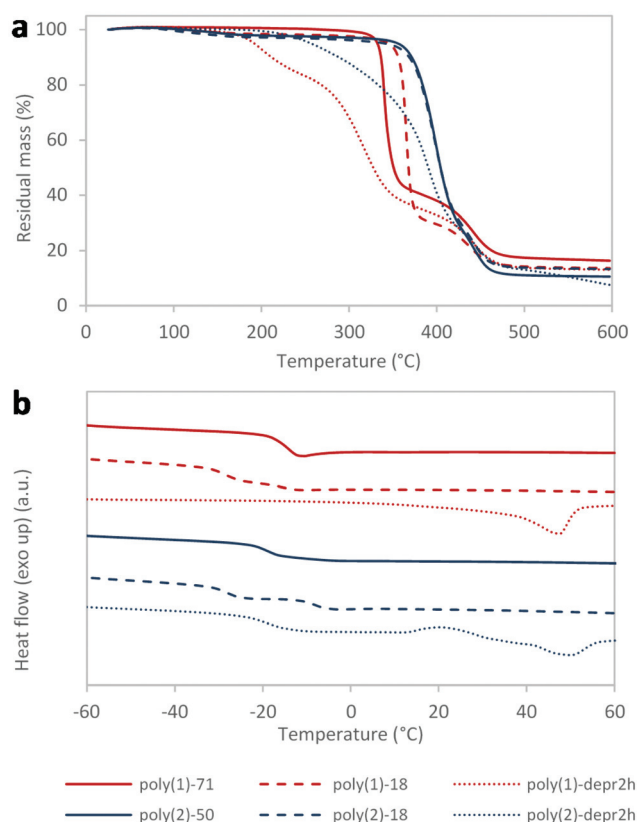 a
100
80
60
40
20
0
Residual mass (%)
0 100 200 300 400 500 600
Temperature (°C)
b
Heat flow (exo up) (a.u.)
-60 -40 -20 0 20 40 60
Temperature (°C)
poly(1)-71 poly(1)-18 poly(1)-depr2h
poly(2)-50 poly(2)-18 poly(2)-depr2h